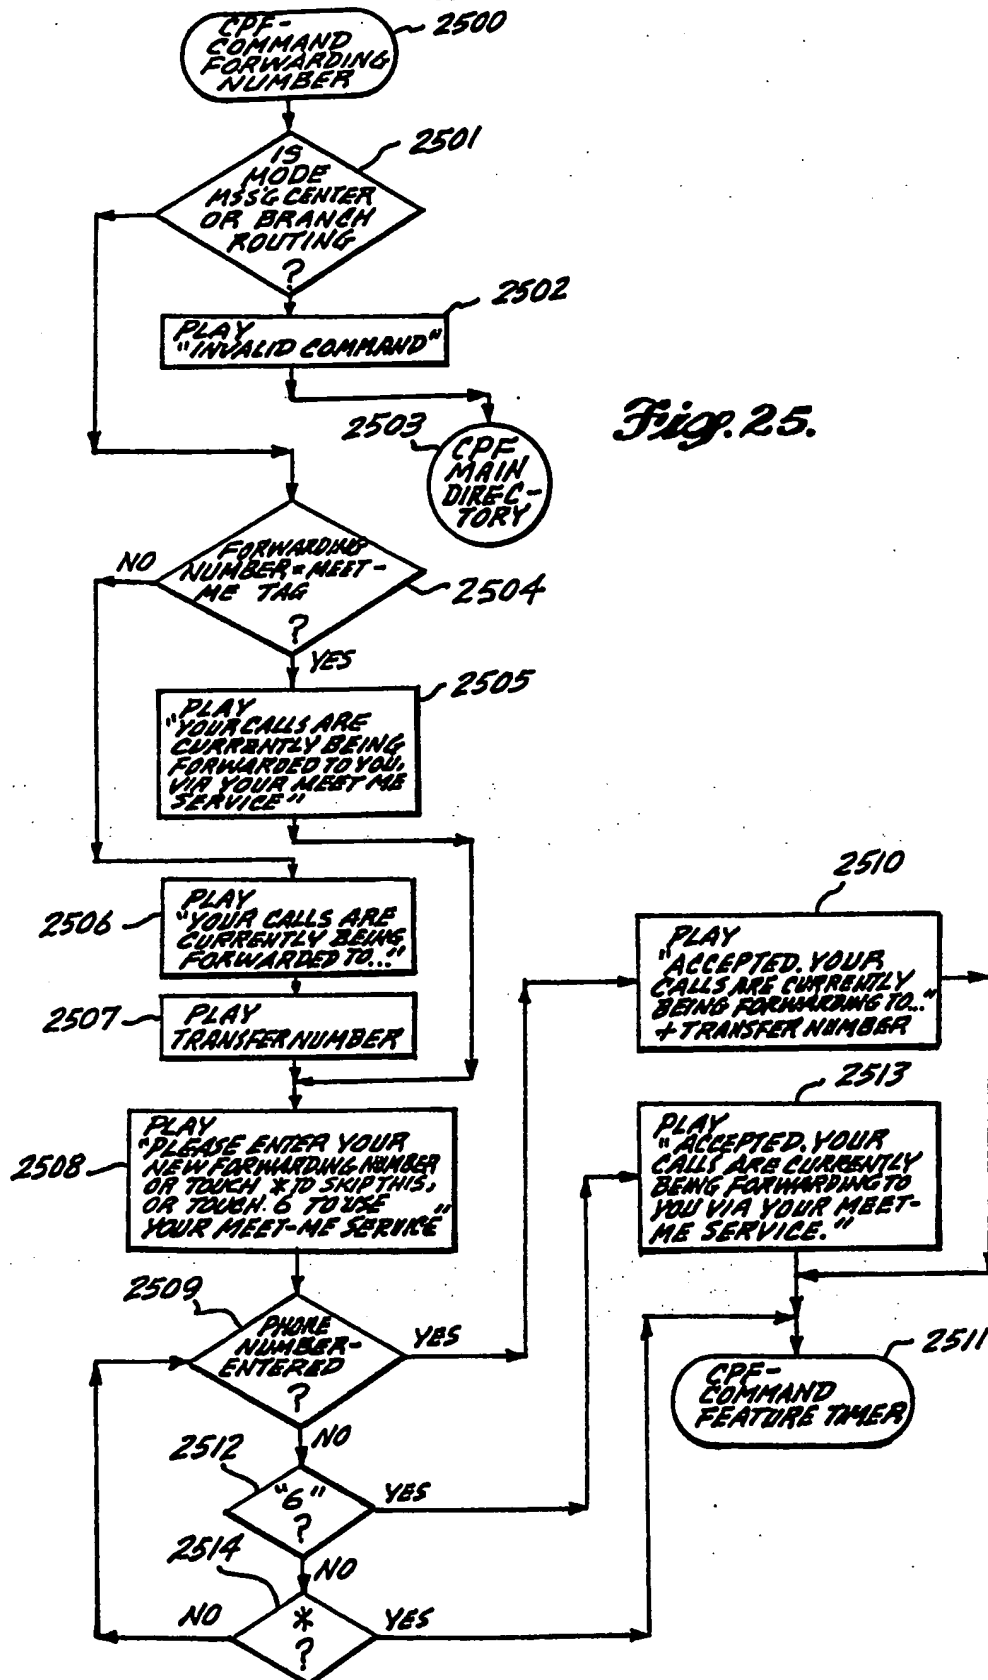 CPF-
COMMAND
FORWARDING
NUMBER
2500
IS
MODE
MSS'G CENTER
OR BRANCH
ROUTING
?
2501
PLAY
"INVALID COMMAND"
2502
2503
CPF
MAIN
DIREC-
TORY
Fig. 25.
FORWARDING
NUMBER=MEET-
ME TAG
?
NO
2504
YES
2505
PLAY
"YOUR CALLS ARE
CURRENTLY BEING
FORWARDED TO YOU,
VIA YOUR MEET ME
SERVICE"
2506
PLAY
"YOUR CALLS ARE
CURRENTLY BEING
FORWARDED TO..."
2507
PLAY
TRANSFER NUMBER
2508
PLAY
"PLEASE ENTER YOUR
NEW FORWARDING NUMBER
OR TOUCH * TO SKIP THIS,
OR TOUCH 6 TO USE
YOUR MEET-ME SERVICE"
2509
PHONE
NUMBER-
ENTERED
?
YES
NO
2510
PLAY
"ACCEPTED. YOUR
CALLS ARE CURRENTLY
BEING FORWARDING TO..."
+ TRANSFER NUMBER
2513
PLAY
"ACCEPTED. YOUR
CALLS ARE CURRENTLY
BEING FORWARDING TO
YOU VIA YOUR MEET-
ME SERVICE."
2511
CPF-
COMMAND
FEATURE TIMER
2512
"6"
?
YES
NO
2514
*
?
NO
YES